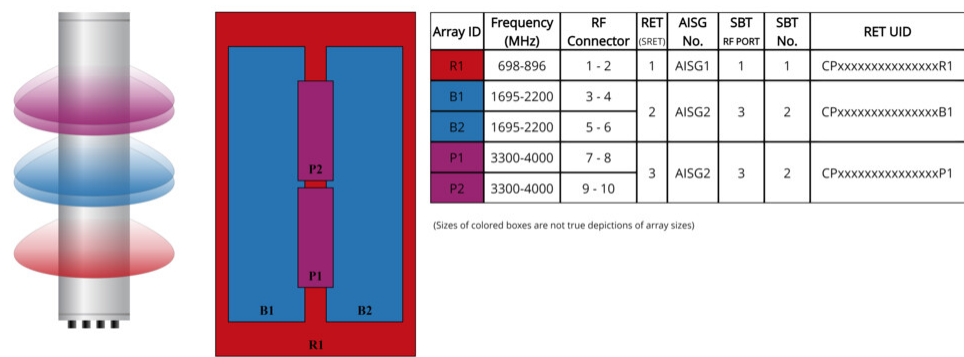 P2
P1
B1 B2
R1
Array ID Frequency (MHz) RF Connector RET (SRET) AISG No. SBT RF PORT SBT No. RET UID
R1 698-896 1 - 2 1 AISG1 1 1 CPxxxxxxxxxxxxxxxR1
B1 1695-2200 3 - 4 2 AISG2 3 2 CPxxxxxxxxxxxxxxxB1
B2 1695-2200 5 - 6
P1 3300-4000 7 - 8 3 AISG2 3 2 CPxxxxxxxxxxxxxxxP1
P2 3300-4000 9 - 10
(Sizes of colored boxes are not true depictions of array sizes)